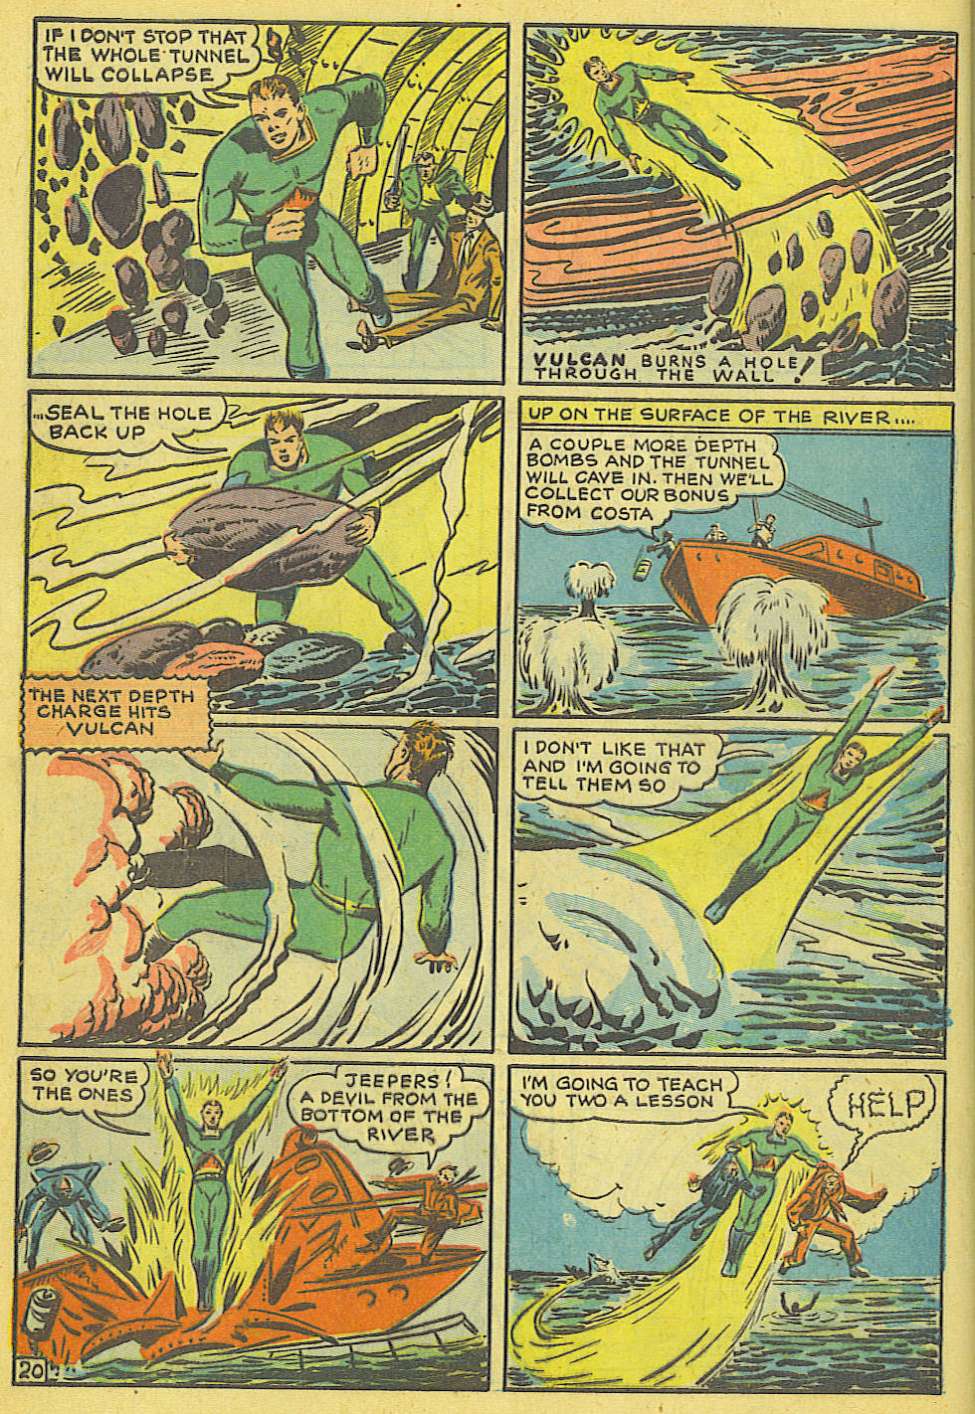 IF I DON'T STOP THAT
THE WHOLE TUNNEL
WILL COLLAPSE
VULCAN BURNS A HOLE
THROUGH THE WALL!
...SEAL THE HOLE
BACK UP
UP ON THE SURFACE OF THE RIVER....
A COUPLE MORE DEPTH
BOMBS AND THE TUNNEL
WILL CAVE IN. THEN WE'LL
COLLECT OUR BONUS
FROM COSTA
THE NEXT DEPTH
CHARGE HITS
VULCAN
I DON'T LIKE THAT
AND I'M GOING TO
TELL THEM SO
SO YOU'RE
THE ONES
JEEPERS!
A DEVIL FROM THE
BOTTOM OF THE
RIVER
20
I'M GOING TO TEACH
YOU TWO A LESSON
HELP